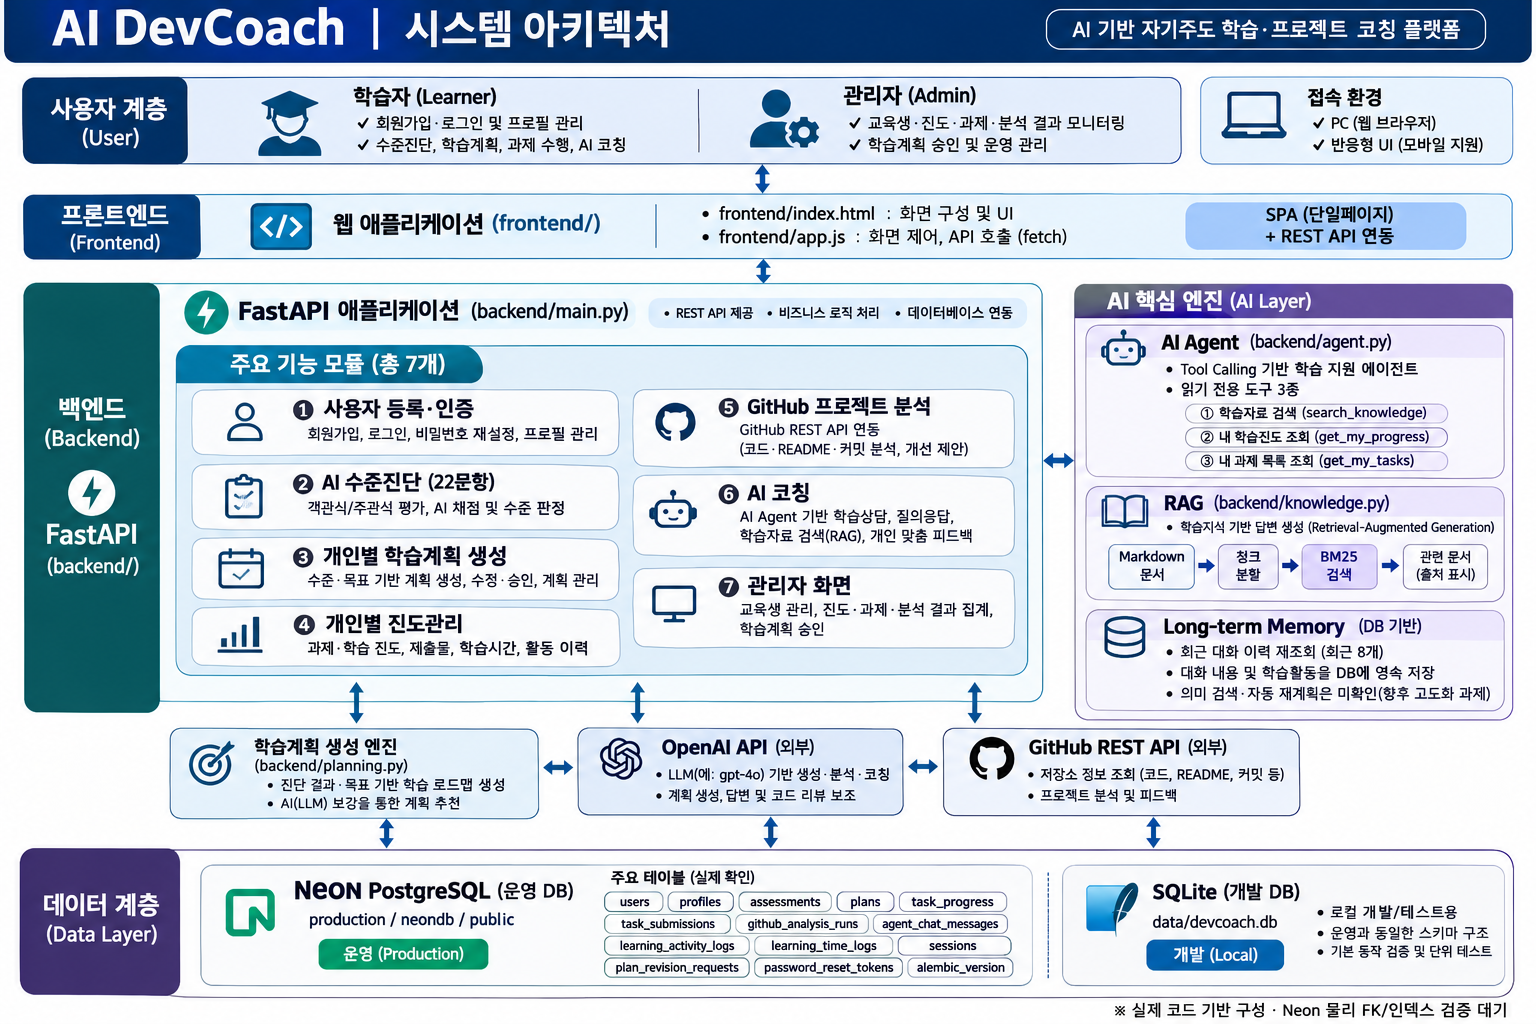 AI DevCoach | 시스템 아키텍처
AI 기반 자기주도 학습·프로젝트 코칭 플랫폼
사용자 계층
(User)
학습자 (Learner)
✓ 회원가입·로그인 및 프로필 관리
✓ 수준진단, 학습계획, 과제 수행, AI 코칭
관리자 (Admin)
✓ 교육생·진도·과제·분석 결과 모니터링
✓ 학습계획 승인 및 운영 관리
접속 환경
✓ PC (웹 브라우저)
✓ 반응형 UI (모바일 지원)
프론트엔드
(Frontend)
</>
웹 애플리케이션 (frontend/)
• frontend/index.html : 화면 구성 및 UI
• frontend/app.js : 화면 제어, API 호출 (fetch)
SPA (단일페이지)
+ REST API 연동
백엔드
(Backend)
FastAPI
(backend/)
FastAPI 애플리케이션 (backend/main.py)
• REST API 제공 • 비즈니스 로직 처리 • 데이터베이스 연동
주요 기능 모듈 (총 7개)
❶ 사용자 등록·인증
회원가입, 로그인, 비밀번호 재설정, 프로필 관리
❷ AI 수준진단 (22문항)
객관식/주관식 평가, AI 채점 및 수준 판정
❸ 개인별 학습계획 생성
수준·목표 기반 계획 생성, 수정·승인, 계획 관리
❹ 개인별 진도관리
과제·학습 진도, 제출물, 학습시간, 활동 이력
❺ GitHub 프로젝트 분석
GitHub REST API 연동
(코드·README·커밋 분석, 개선 제안)
❻ AI 코칭
AI Agent 기반 학습상담, 질의응답,
학습자료 검색(RAG), 개인 맞춤 피드백
❼ 관리자 화면
교육생 관리, 진도·과제·분석 결과 집계,
학습계획 승인
AI 핵심 엔진 (AI Layer)
AI Agent (backend/agent.py)
• Tool Calling 기반 학습 지원 에이전트
• 읽기 전용 도구 3종
① 학습자료 검색 (search_knowledge)
② 내 학습진도 조회 (get_my_progress)
③ 내 과제 목록 조회 (get_my_tasks)
RAG (backend/knowledge.py)
• 학습지식 기반 답변 생성 (Retrieval-Augmented Generation)
Markdown
문서
청크
분할
BM25
검색
관련 문서
(출처 표시)
Long-term Memory (DB 기반)
• 최근 대화 이력 재조회 (최근 8개)
• 대화 내용 및 학습활동을 DB에 영속 저장
• 의미 검색·자동 재계획은 미확인(향후 고도화 과제)
학습계획 생성 엔진
(backend/planning.py)
• 진단 결과·목표 기반 학습 로드맵 생성
• AI(LLM) 보강을 통한 계획 추천
OpenAI API (외부)
• LLM(예: gpt-4o) 기반 생성·분석·코칭
• 계획 생성, 답변 및 코드 리뷰 보조
GitHub REST API (외부)
• 저장소 정보 조회 (코드, README, 커밋 등)
• 프로젝트 분석 및 피드백
데이터 계층
(Data Layer)
NeON PostgreSQL (운영 DB)
production / neondb / public
운영 (Production)
주요 테이블 (실제 확인)
users profiles assessments plans task_progress
task_submissions github_analysis_runs agent_chat_messages
learning_activity_logs learning_time_logs sessions
plan_revision_requests password_reset_tokens alembic_version
SQLite (개발 DB)
data/devcoach.db
개발 (Local)
• 로컬 개발/테스트용
• 운영과 동일한 스키마 구조
• 기본 동작 검증 및 단위 테스트
※ 실제 코드 기반 구성 · Neon 물리 FK/인덱스 검증 대기